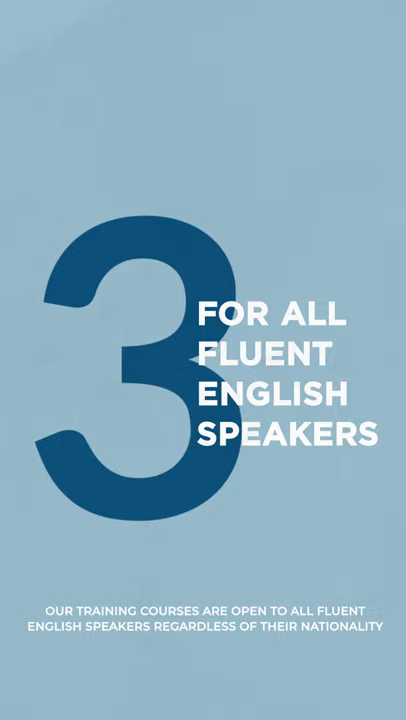 3
FOR ALL
FLUENT
ENGLISH
SPEAKERS
OUR TRAINING COURSES ARE OPEN TO ALL FLUENT
ENGLISH SPEAKERS REGARDLESS OF THEIR NATIONALITY